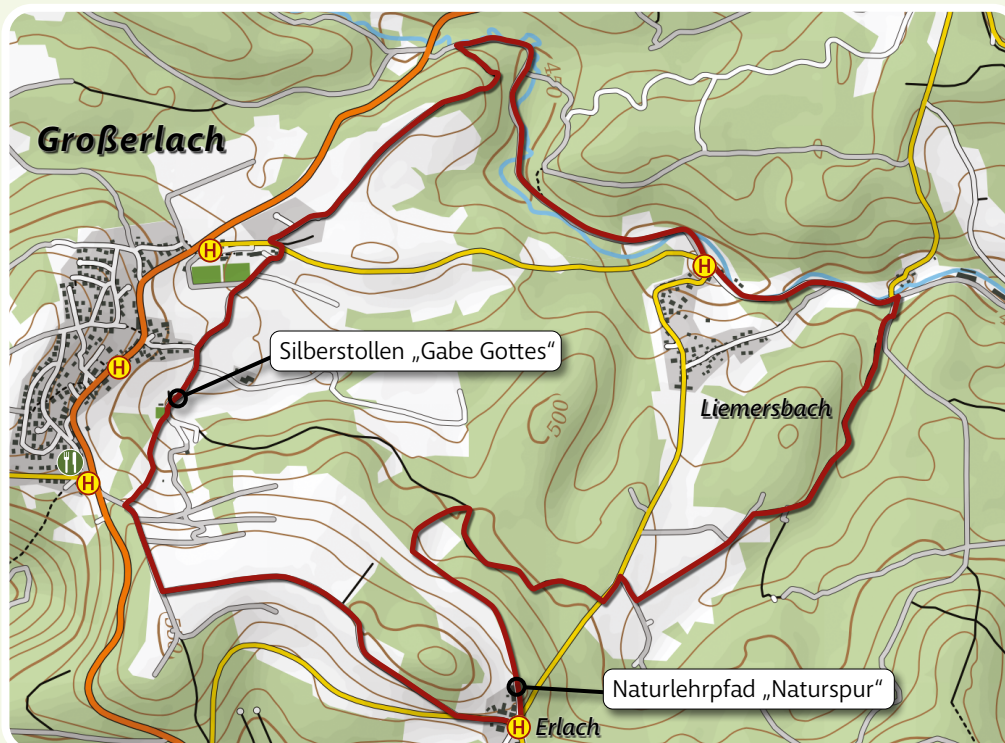 450
Großerlach
H
H
Silberstollen „Gabe Gottes“
H
500
Liemersbach
H
H
Naturlehrpfad „Naturspur“
H
Erlach